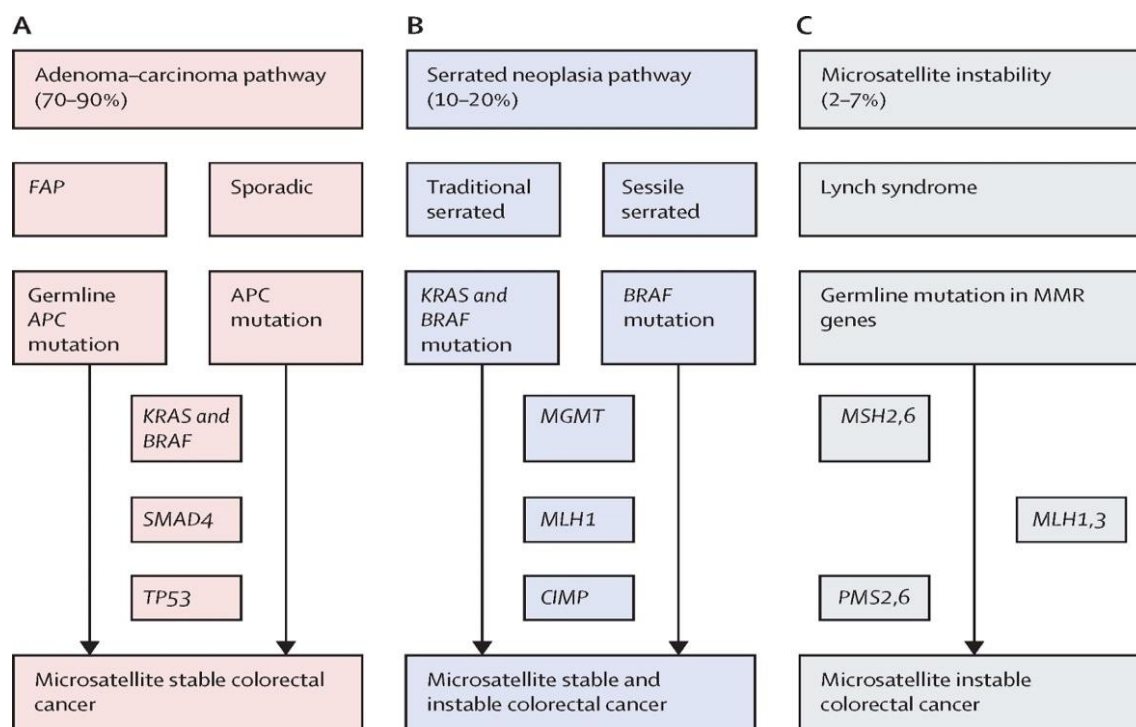 A
Adenoma–carcinoma pathway
(70–90%)
FAP
Sporadic
Germline
APC
mutation
APC
mutation
KRAS and
BRAF
SMAD4
TP53
Microsatellite stable colorectal
cancer
B
Serrated neoplasia pathway
(10–20%)
Traditional
serrated
Sessile
serrated
KRAS and
BRAF
mutation
BRAF
mutation
MGMT
MLH1
CIMP
Microsatellite stable and
instable colorectal cancer
C
Microsatellite instability
(2–7%)
Lynch syndrome
Germline mutation in MMR
genes
MSH2,6
MLH1,3
PMS2,6
Microsatellite instable
colorectal cancer